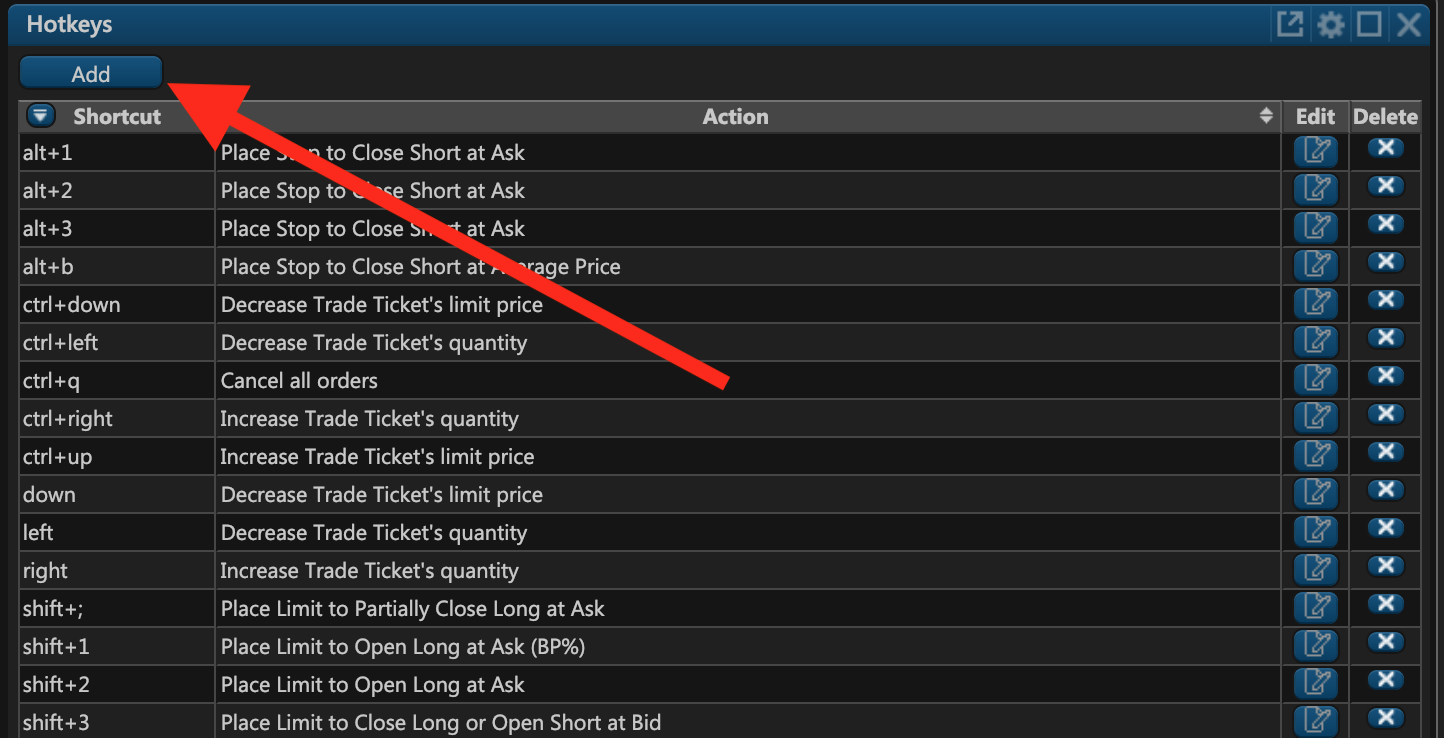 Hotkeys
Add
Shortcut Action Edit Delete
alt+1 Place Stop to Close Short at Ask
alt+2 Place Stop to Close Short at Ask
alt+3 Place Stop to Close Short at Ask
alt+b Place Stop to Close Short at Average Price
ctrl+down Decrease Trade Ticket's limit price
ctrl+left Decrease Trade Ticket's quantity
ctrl+q Cancel all orders
ctrl+right Increase Trade Ticket's quantity
ctrl+up Increase Trade Ticket's limit price
down Decrease Trade Ticket's limit price
left Decrease Trade Ticket's quantity
right Increase Trade Ticket's quantity
shift+; Place Limit to Partially Close Long at Ask
shift+1 Place Limit to Open Long at Ask (BP%)
shift+2 Place Limit to Open Long at Ask
shift+3 Place Limit to Close Long or Open Short at Bid